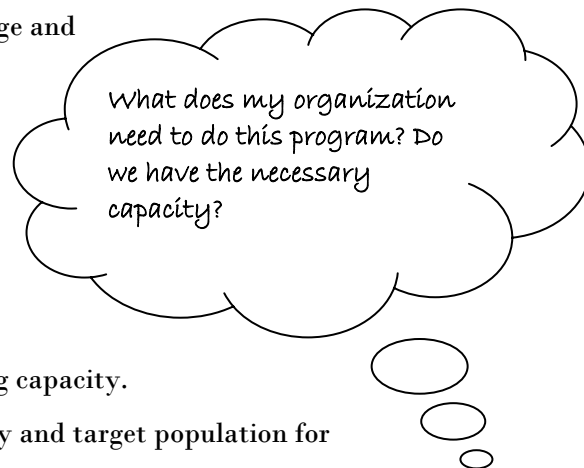 ge and
What does my organization
need to do this program? Do
we have the necessary
capacity?
g capacity.
y and target population for